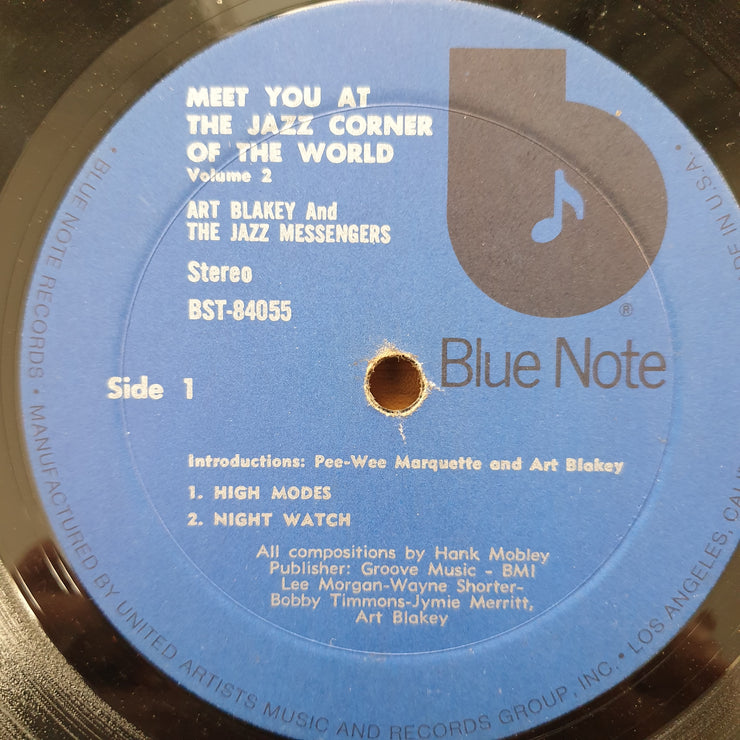 MEET YOU AT
THE JAZZ CORNER
OF THE WORLD
Volume 2
ART BLAKEY And
THE JAZZ MESSENGERS
Stereo
BST-84055
Side 1
®
Blue Note
Introductions: Pee-Wee Marquette and Art Blakey
1. HIGH MODES
2. NIGHT WATCH
All compositions by Hank Mobley
Publisher: Groove Music - BMI
Lee Morgan-Wayne Shorter-
Bobby Timmons-Jymie Merritt,
Art Blakey
• BLUE NOTE RECORDS • MANUFACTURED BY UNITED ARTISTS MUSIC AND RECORDS GROUP, INC. • LOS ANGELES, IN U.S.A. •